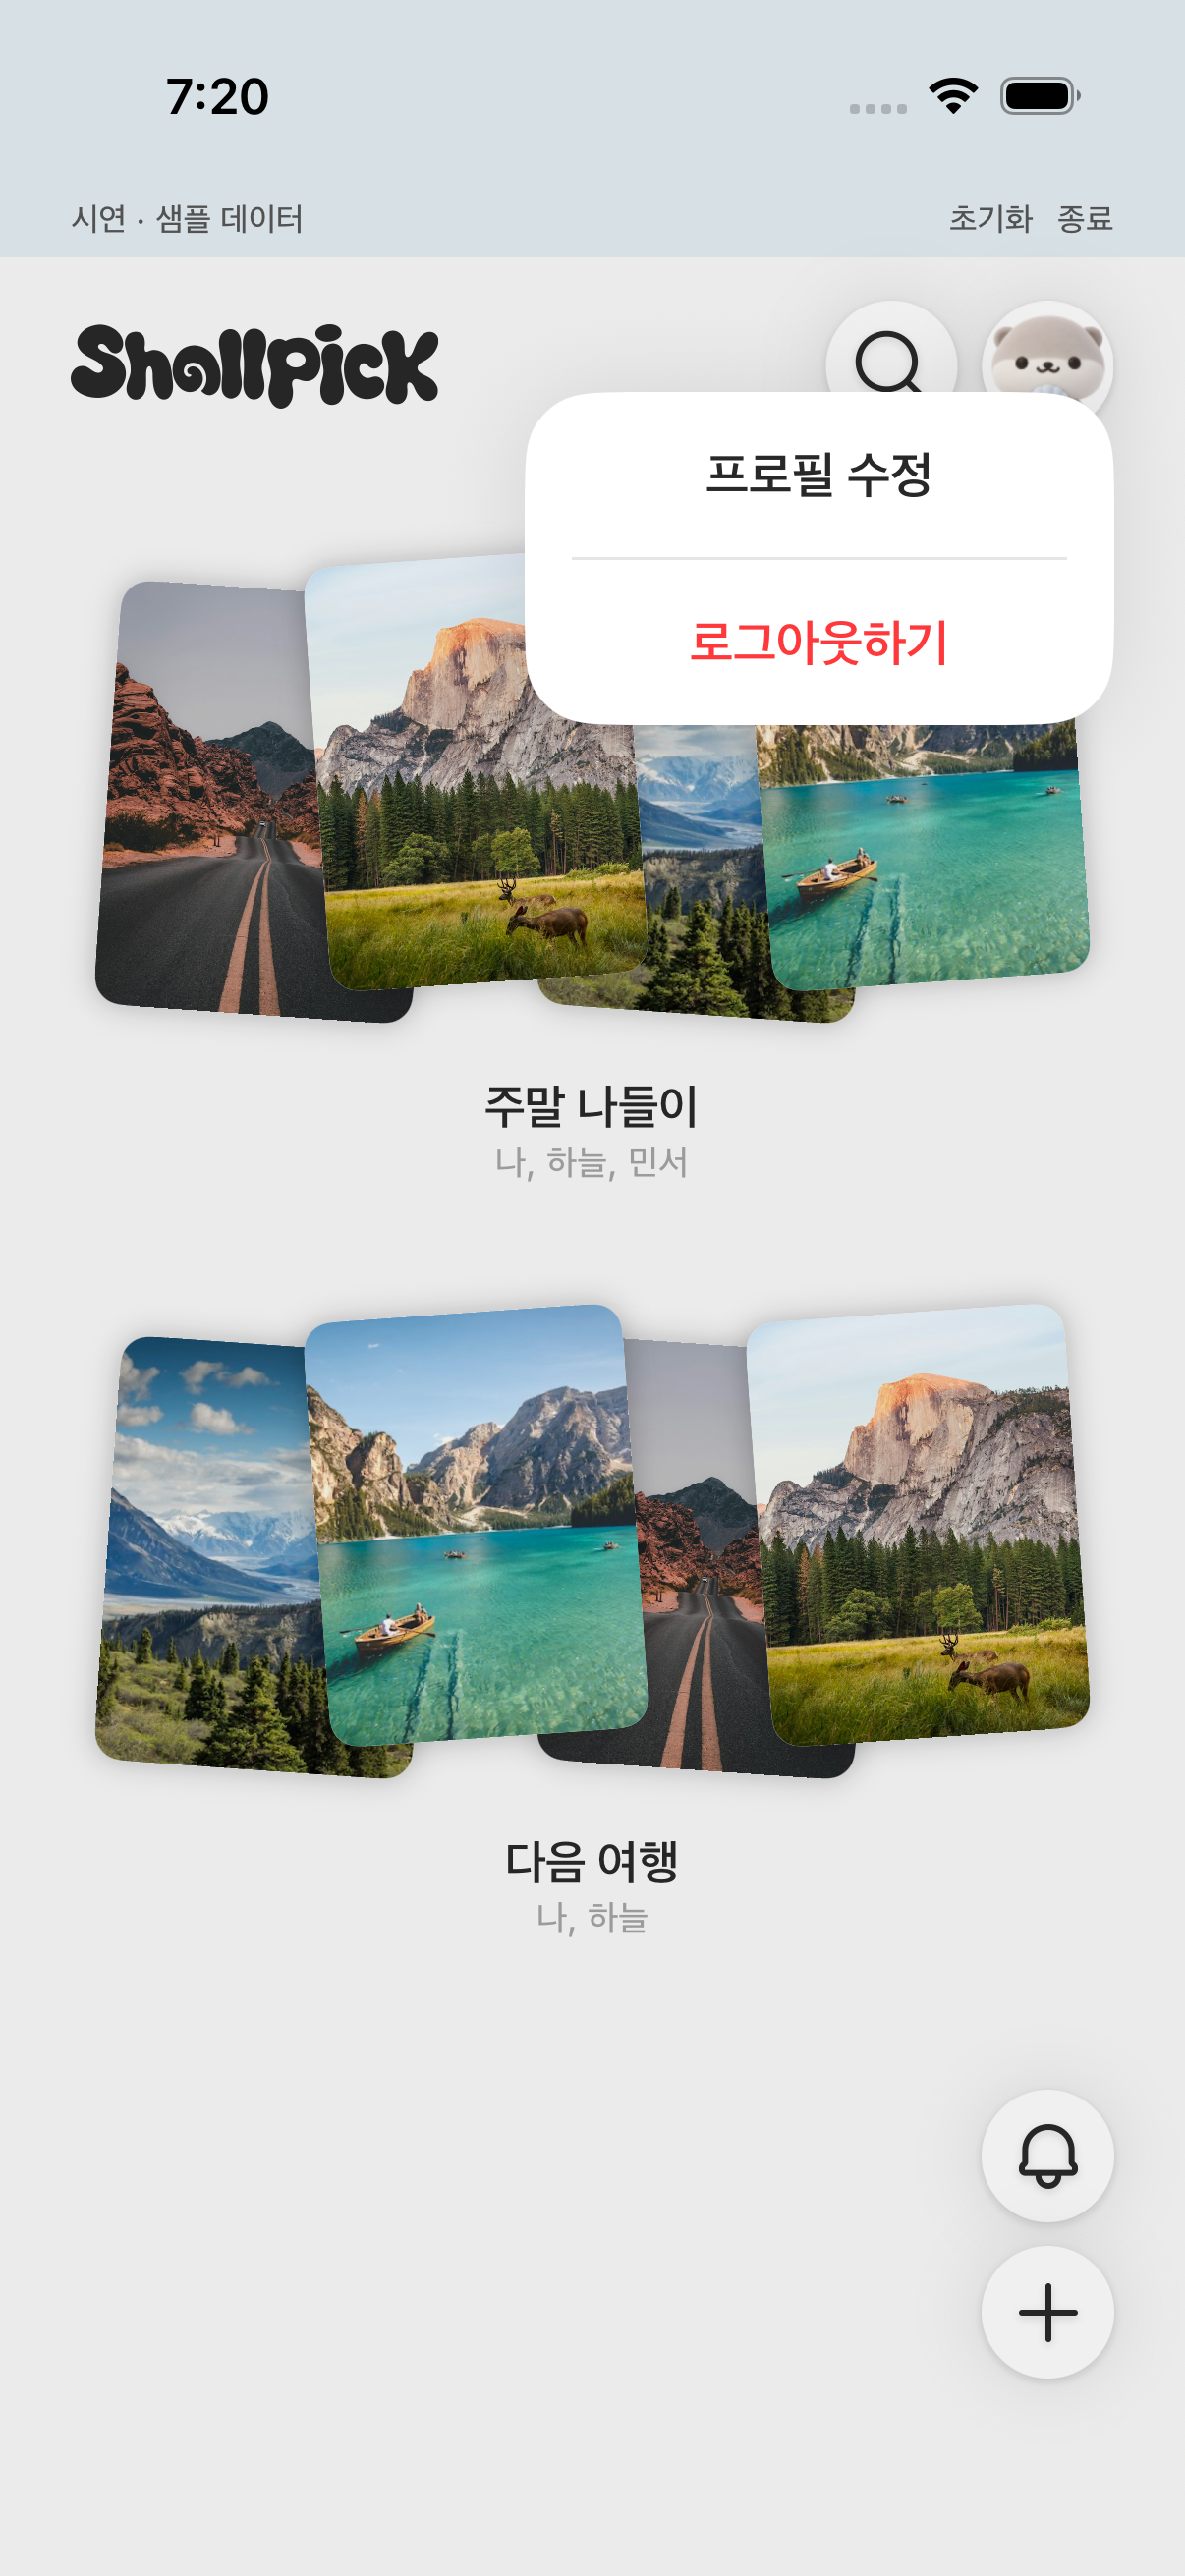 7:20
시연 · 샘플 데이터
초기화 종료
Shallpick
프로필 수정
로그아웃하기
주말 나들이
나, 하늘, 민서
다음 여행
나, 하늘